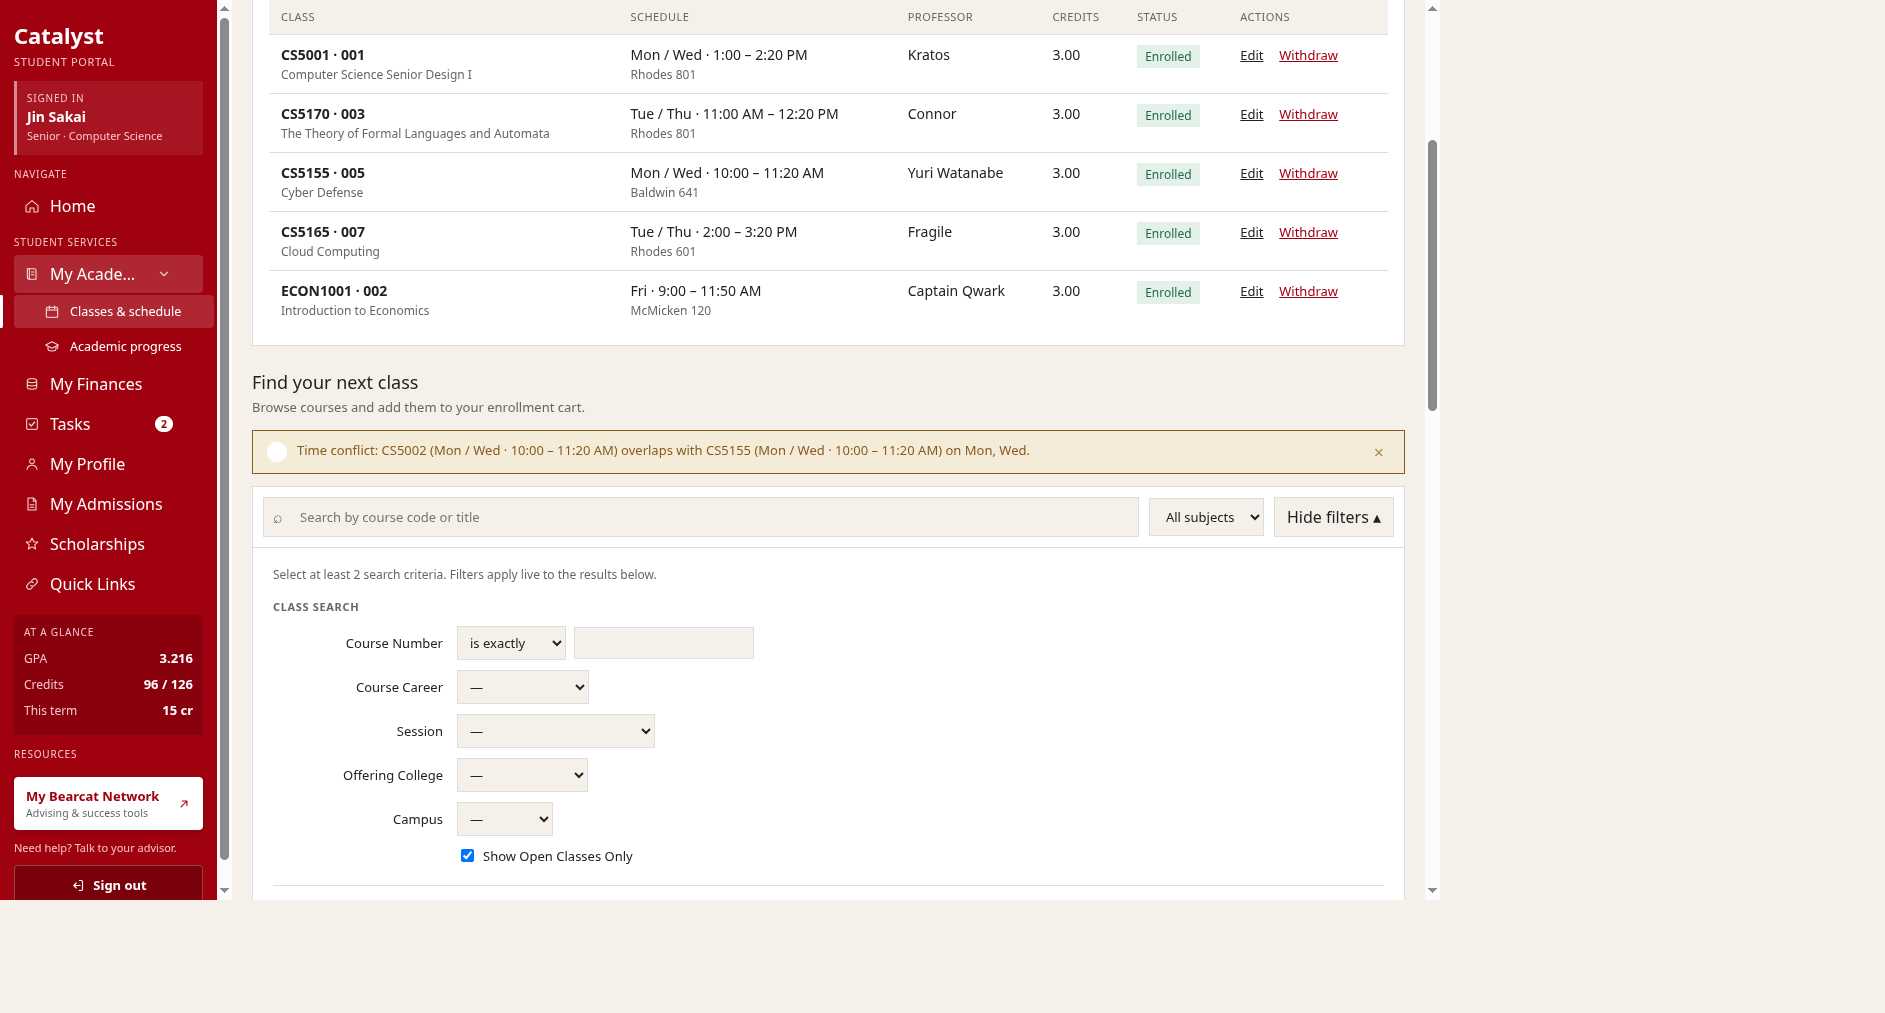 Catalyst
STUDENT PORTAL
SIGNED IN
Jin Sakai
Senior · Computer Science
NAVIGATE
Home
STUDENT SERVICES
My Acade...
Classes & schedule
Academic progress
My Finances
Tasks 2
My Profile
My Admissions
Scholarships
Quick Links
AT A GLANCE
GPA 3.216
Credits 96 / 126
This term 15 cr
RESOURCES
My Bearcat Network
Advising & success tools
Need help? Talk to your advisor.
Sign out
CLASS SCHEDULE PROFESSOR CREDITS STATUS ACTIONS
CS5001 · 001 Mon / Wed · 1:00 – 2:20 PM Kratos 3.00 Enrolled Edit Withdraw
Computer Science Senior Design I Rhodes 801
CS5170 · 003 Tue / Thu · 11:00 AM – 12:20 PM Connor 3.00 Enrolled Edit Withdraw
The Theory of Formal Languages and Automata Rhodes 801
CS5155 · 005 Mon / Wed · 10:00 – 11:20 AM Yuri Watanabe 3.00 Enrolled Edit Withdraw
Cyber Defense Baldwin 641
CS5165 · 007 Tue / Thu · 2:00 – 3:20 PM Fragile 3.00 Enrolled Edit Withdraw
Cloud Computing Rhodes 601
ECON1001 · 002 Fri · 9:00 – 11:50 AM Captain Qwark 3.00 Enrolled Edit Withdraw
Introduction to Economics McMicken 120
Find your next class
Browse courses and add them to your enrollment cart.
Time conflict: CS5002 (Mon / Wed · 10:00 – 11:20 AM) overlaps with CS5155 (Mon / Wed · 10:00 – 11:20 AM) on Mon, Wed. ×
Search by course code or title All subjects Hide filters ▴
Select at least 2 search criteria. Filters apply live to the results below.
CLASS SEARCH
Course Number is exactly
Course Career —
Session —
Offering College —
Campus —
Show Open Classes Only